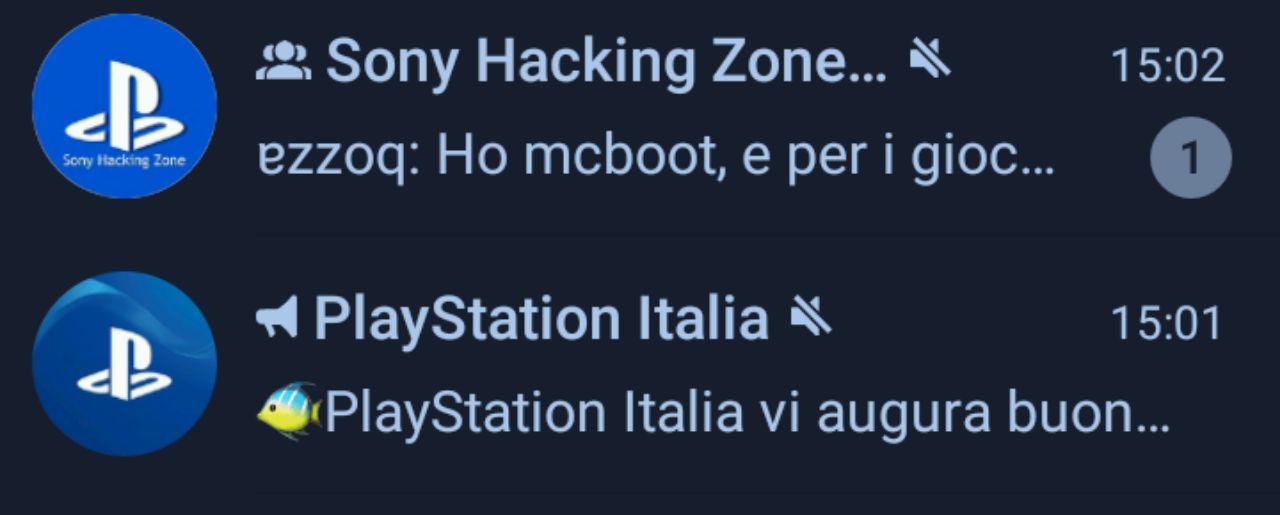 Sony Hacking Zone...
15:02
Sony Hacking Zone
ɐzzoq: Ho mcboot, e per i gioc...
1
PlayStation Italia
15:01
🐠PlayStation Italia vi augura buon...